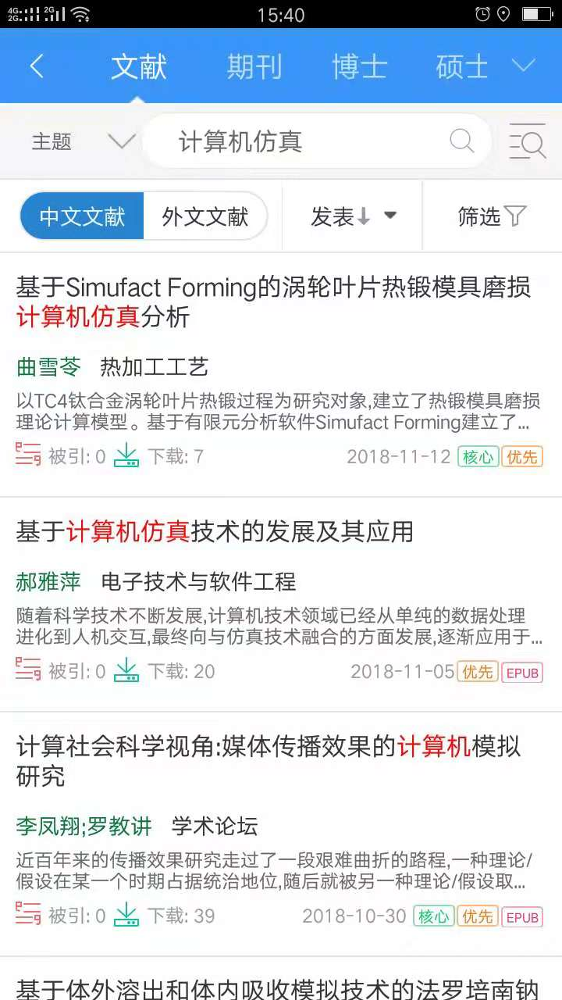 4G 2G 2G 15:40
文献 期刊 博士 硕士
主题 计算机仿真
中文文献 外文文献 发表↓ 筛选
基于Simufact Forming的涡轮叶片热锻模具磨损
计算机仿真分析
曲雪苓 热加工工艺
以TC4钛合金涡轮叶片热锻过程为研究对象,建立了热锻模具磨损
理论计算模型。基于有限元分析软件Simufact Forming建立了...
被引: 0 下载: 7 2018-11-12 核心 优先
基于计算机仿真技术的发展及其应用
郝雅萍 电子技术与软件工程
随着科学技术不断发展,计算机技术领域已经从单纯的数据处理
进化到人机交互,最终向与仿真技术融合的方面发展,逐渐应用于...
被引: 0 下载: 20 2018-11-05 优先 EPUB
计算社会科学视角:媒体传播效果的计算机模拟
研究
李凤翔;罗教讲 学术论坛
近百年来的传播效果研究走过了一段艰难曲折的路程,一种理论/
假设在某一个时期占据统治地位,随后就被另一种理论/假设取...
被引: 0 下载: 39 2018-10-30 核心 优先 EPUB
基于体外溶出和体内吸收模拟技术的法罗培南钠